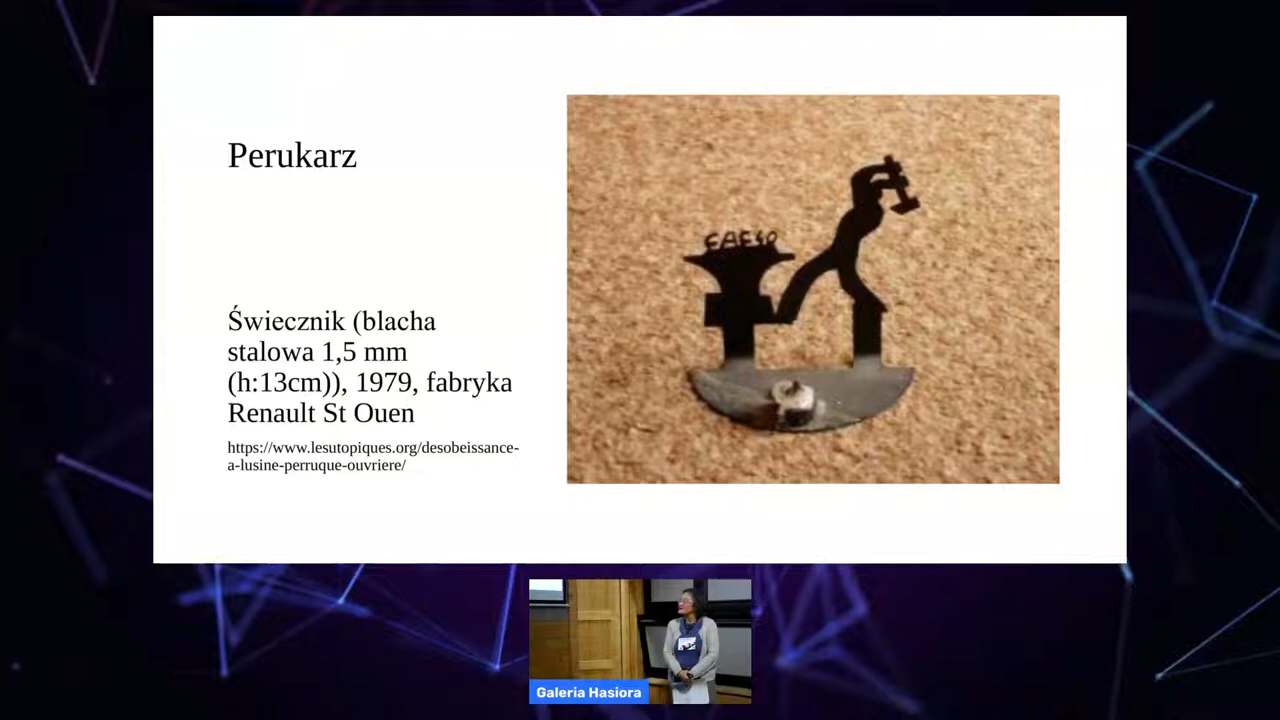 Perukarz
Świecznik (blacha
stalowa 1,5 mm
(h:13cm)), 1979, fabryka
Renault St Ouen
https://www.lesutopiques.org/desobeissance-
a-lusine-perruque-ouvriere/
Galeria Hasiora